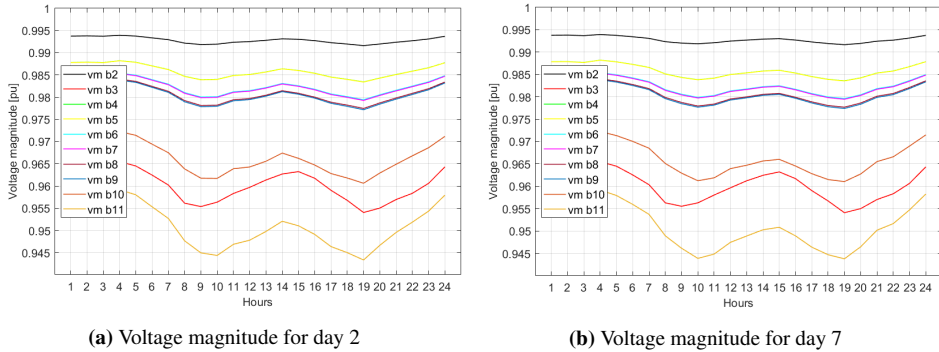 1
0.995
0.99
0.985
0.98
0.975
0.97
0.965
0.96
0.955
0.95
0.945
Voltage magnitude [pu]
vm b2
vm b3
vm b4
vm b5
vm b6
vm b7
vm b8
vm b9
vm b10
vm b11
1 2 3 4 5 6 7 8 9 10 11 12 13 14 15 16 17 18 19 20 21 22 23 24
Hours
(a) Voltage magnitude for day 2
1
0.995
0.99
0.985
0.98
0.975
0.97
0.965
0.96
0.955
0.95
0.945
Voltage magnitude [pu]
vm b2
vm b3
vm b4
vm b5
vm b6
vm b7
vm b8
vm b9
vm b10
vm b11
1 2 3 4 5 6 7 8 9 10 11 12 13 14 15 16 17 18 19 20 21 22 23 24
Hours
(b) Voltage magnitude for day 7